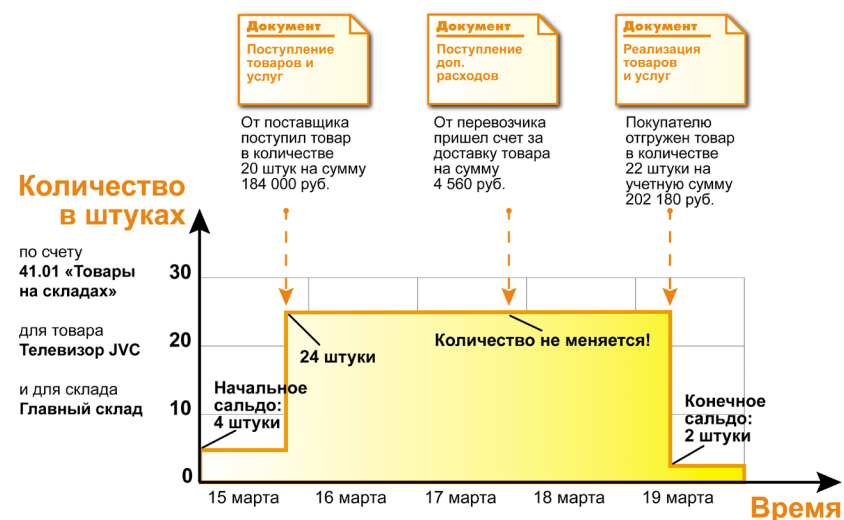 Документ
Поступление
товаров и
услуг
Документ
Поступление
доп.
расходов
Документ
Реализация
товаров
и услуг
От поставщика
поступил товар
в количестве
20 штук на сумму
184 000 руб.
От перевозчика
пришел счет за
доставку товара
на сумму
4 560 руб.
Покупателю
отгружен товар
в количестве
22 штуки на
учетную сумму
202 180 руб.
Количество
в штуках
по счету
41.01 «Товары
на складах»
для товара
Телевизор JVC
и для склада
Главный склад
30
20
10
0
24 штуки
Количество не меняется!
Начальное
сальдо:
4 штуки
Конечное
сальдо:
2 штуки
15 марта
16 марта
17 марта
18 марта
19 марта
Время